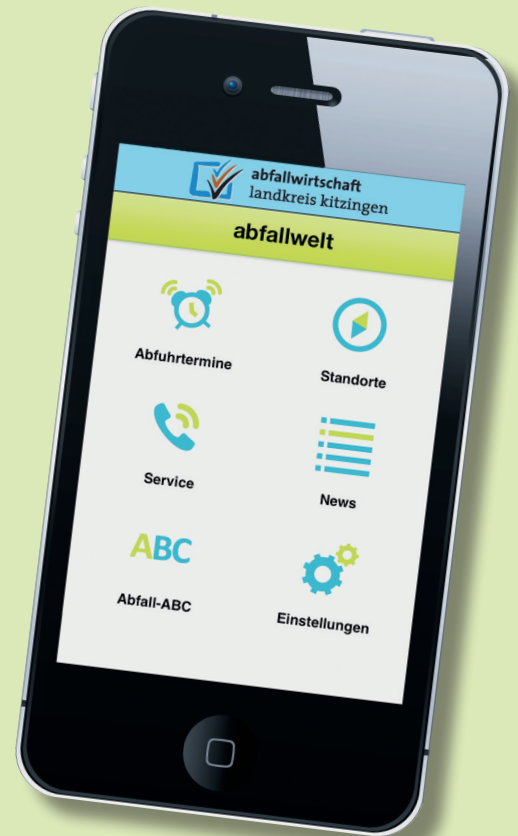 abfallwirtschaft
landkreis kitzingen
abfallwelt
Abfuhrtermine
Standorte
Service
News
ABC
Abfall-ABC
Einstellungen